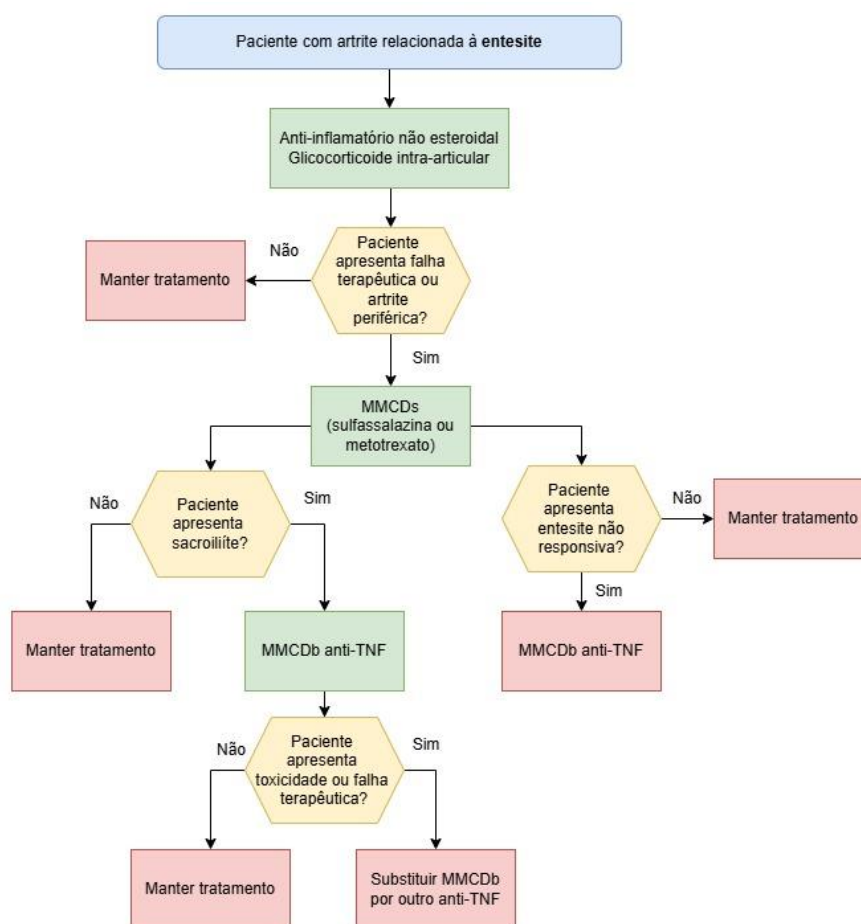 Paciente com artrite relacionada à entesite
Anti-inflamatório não esteroidal
Glicocorticoide intra-articular
Não
Paciente
apresenta falha
terapêutica ou
artrite
periférica?
Manter tratamento
Sim
MMCDs
(sulfassalazina ou
metotrexato)
Não
Paciente
apresenta
sacroiliíte?
Sim
Paciente
apresenta
entesite não
responsiva?
Não
Manter tratamento
Sim
Manter tratamento
MMCDb anti-TNF
MMCDb anti-TNF
Não
Paciente
apresenta
toxicidade ou falha
terapêutica?
Sim
Manter tratamento
Substituir MMCDb
por outro anti-TNF